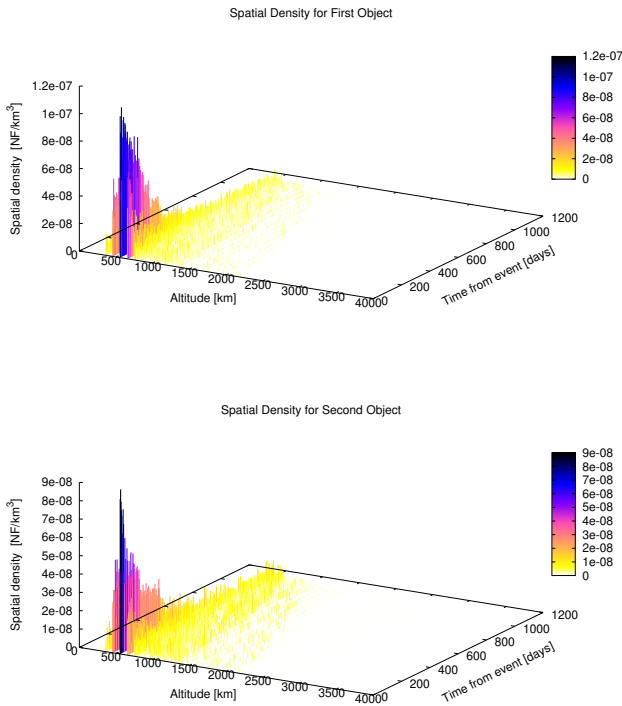 Spatial Density for First Object
1.2e-07
1e-07
8e-08
6e-08
4e-08
2e-08
0
Spatial density [NF/km³]
0
500
1000
1500
2000
2500
3000
3500
4000
Altitude [km]
0
200
400
600
800
1000
1200
Time from event [days]
1.2e-07
1e-07
8e-08
6e-08
4e-08
2e-08
0
Spatial Density for Second Object
9e-08
8e-08
7e-08
6e-08
5e-08
4e-08
3e-08
2e-08
1e-08
0
Spatial density [NF/km³]
0
500
1000
1500
2000
2500
3000
3500
4000
Altitude [km]
0
200
400
600
800
1000
1200
Time from event [days]
9e-08
8e-08
7e-08
6e-08
5e-08
4e-08
3e-08
2e-08
1e-08
0